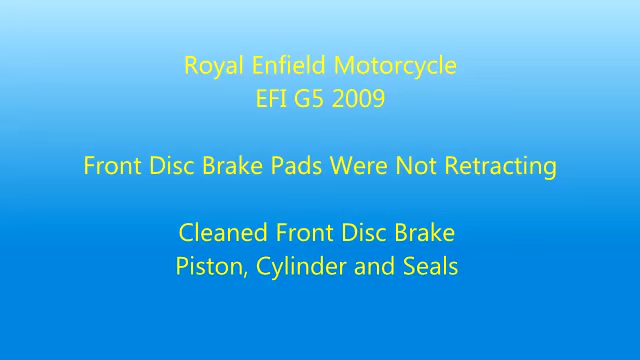 Royal Enfield Motorcycle
EFI G5 2009
Front Disc Brake Pads Were Not Retracting
Cleaned Front Disc Brake
Piston, Cylinder and Seals